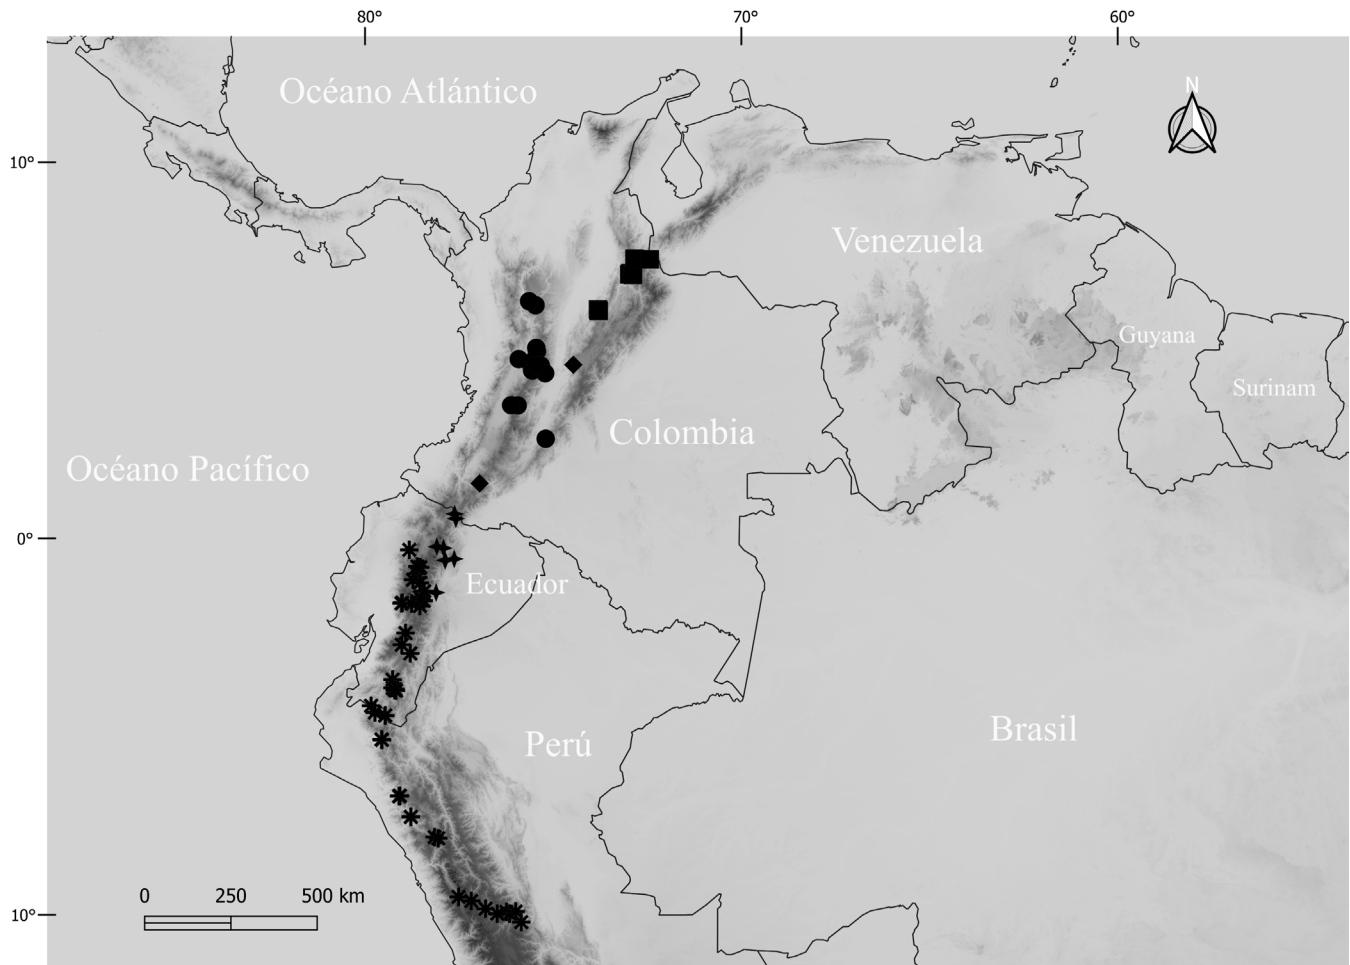 80° 70° 60°
N
Océano Atlántico
10°
Venezuela
Guyana
Surinam
Colombia
Océano Pacífico
0°
Ecuador
Perú
Brasil
0 250 500 km
10°